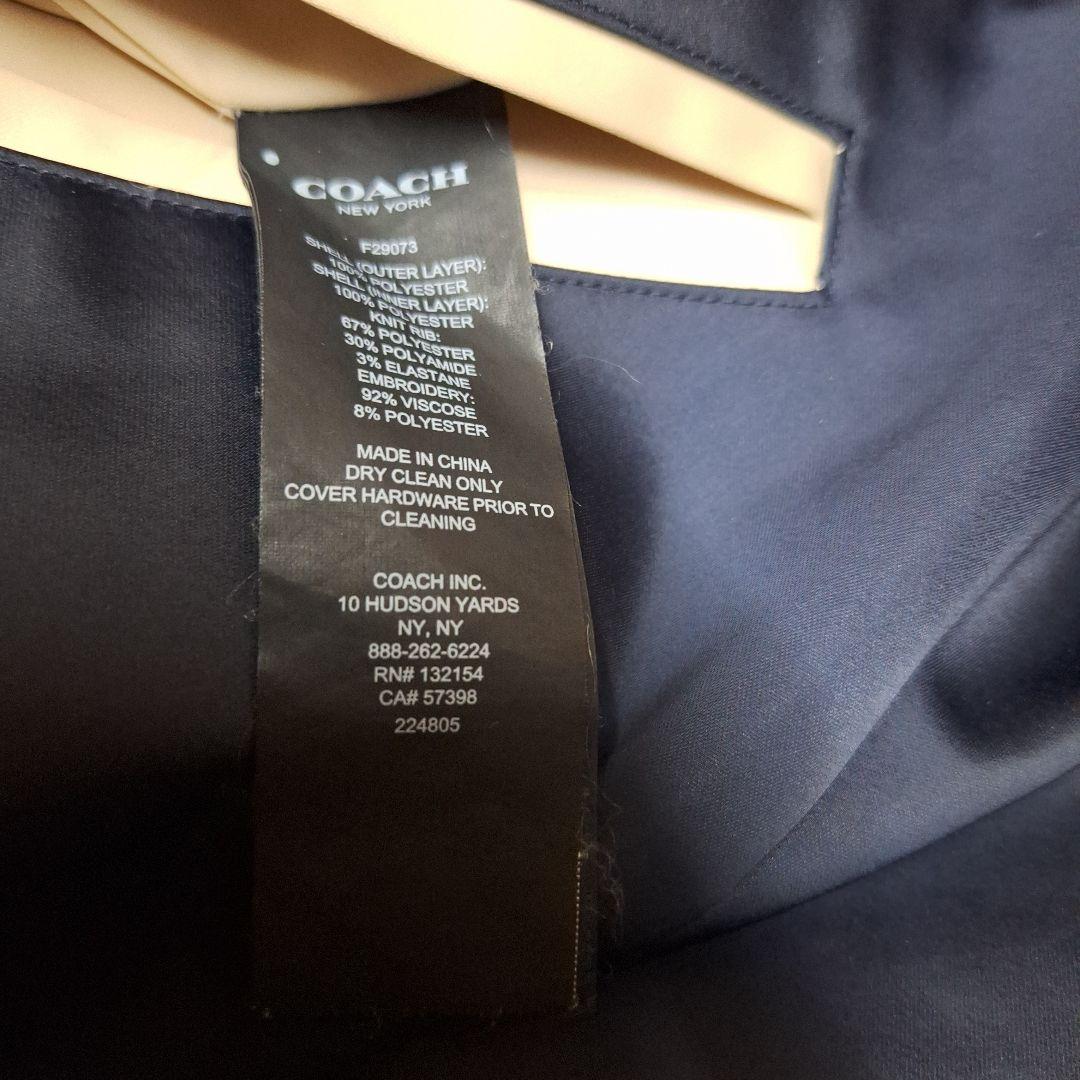 COACH
NEW YORK
F29073
SHELL (OUTER LAYER):
100% POLYESTER
SHELL (INNER LAYER):
100% POLYESTER
KNIT RIB:
67% POLYESTER
30% POLYAMIDE
3% ELASTANE
EMBROIDERY:
92% VISCOSE
8% POLYESTER
MADE IN CHINA
DRY CLEAN ONLY
COVER HARDWARE PRIOR TO
CLEANING
COACH INC.
10 HUDSON YARDS
NY, NY
888-262-6224
RN# 132154
CA# 57398
224805